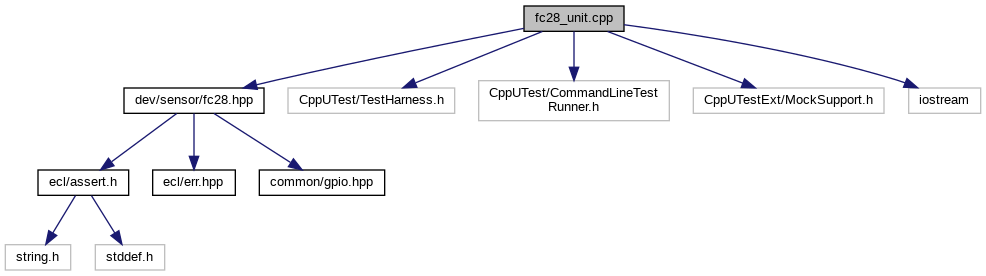 fc28_unit.cpp
dev/sensor/fc28.hpp
CppUTest/TestHarness.h
CppUTest/CommandLineTest
Runner.h
CppUTestExt/MockSupport.h
iostream
ecl/assert.h
ecl/err.hpp
common/gpio.hpp
string.h
stddef.h